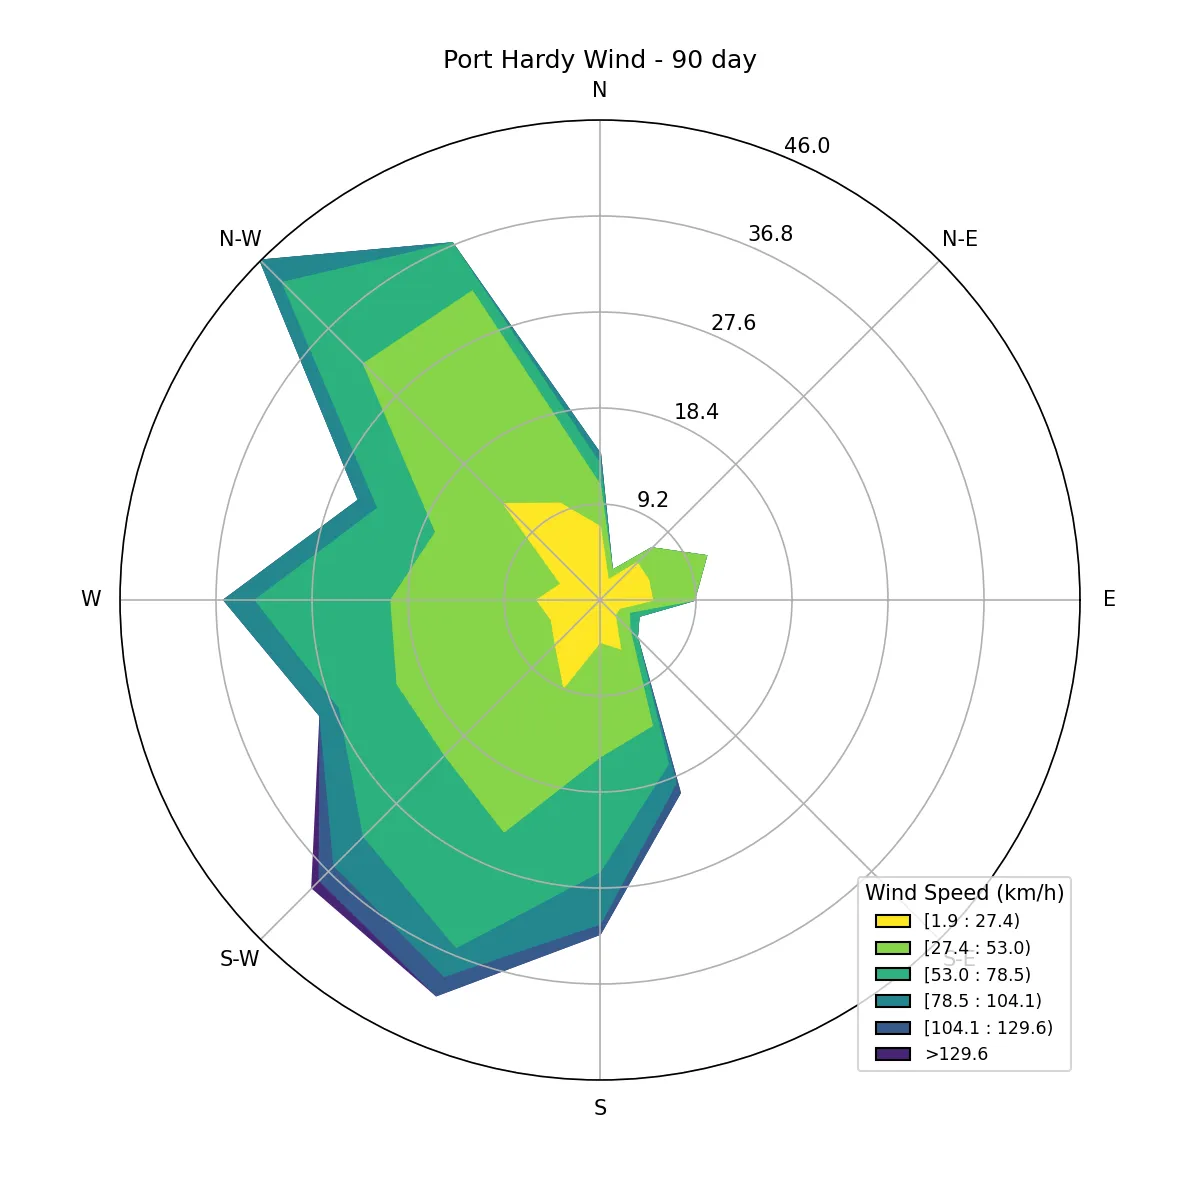 Port Hardy Wind - 90 day
N
46.0
N-W
36.8
N-E
27.6
18.4
9.2
W
E
S-W
S-E
S
Wind Speed (km/h)
[1.9 : 27.4)
[27.4 : 53.0)
[53.0 : 78.5)
[78.5 : 104.1)
[104.1 : 129.6)
>129.6